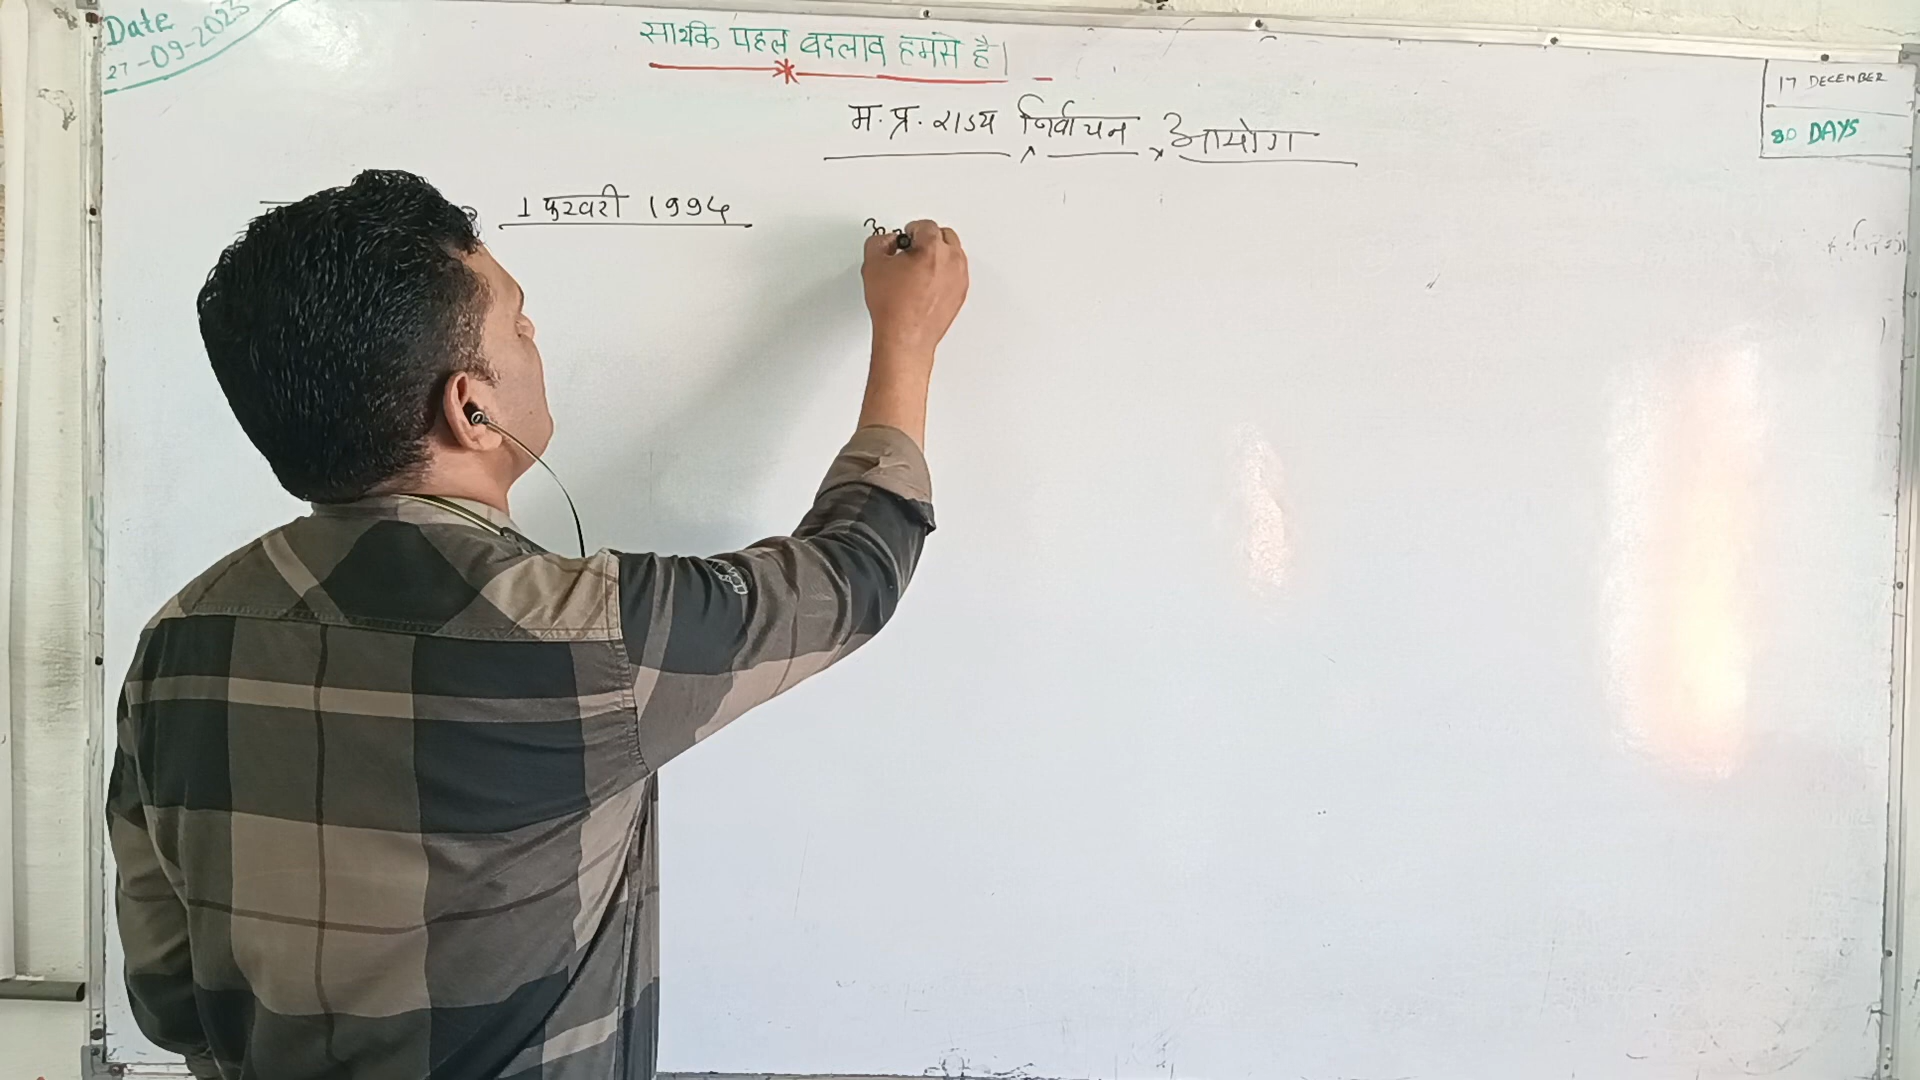 Date
27-09-2023
सार्थक पहल बदलाव हमसे है।
17 DECEMBER
80 DAYS
म. प्र. राज्य निर्वाचन आयोग
1 फरवरी 1994